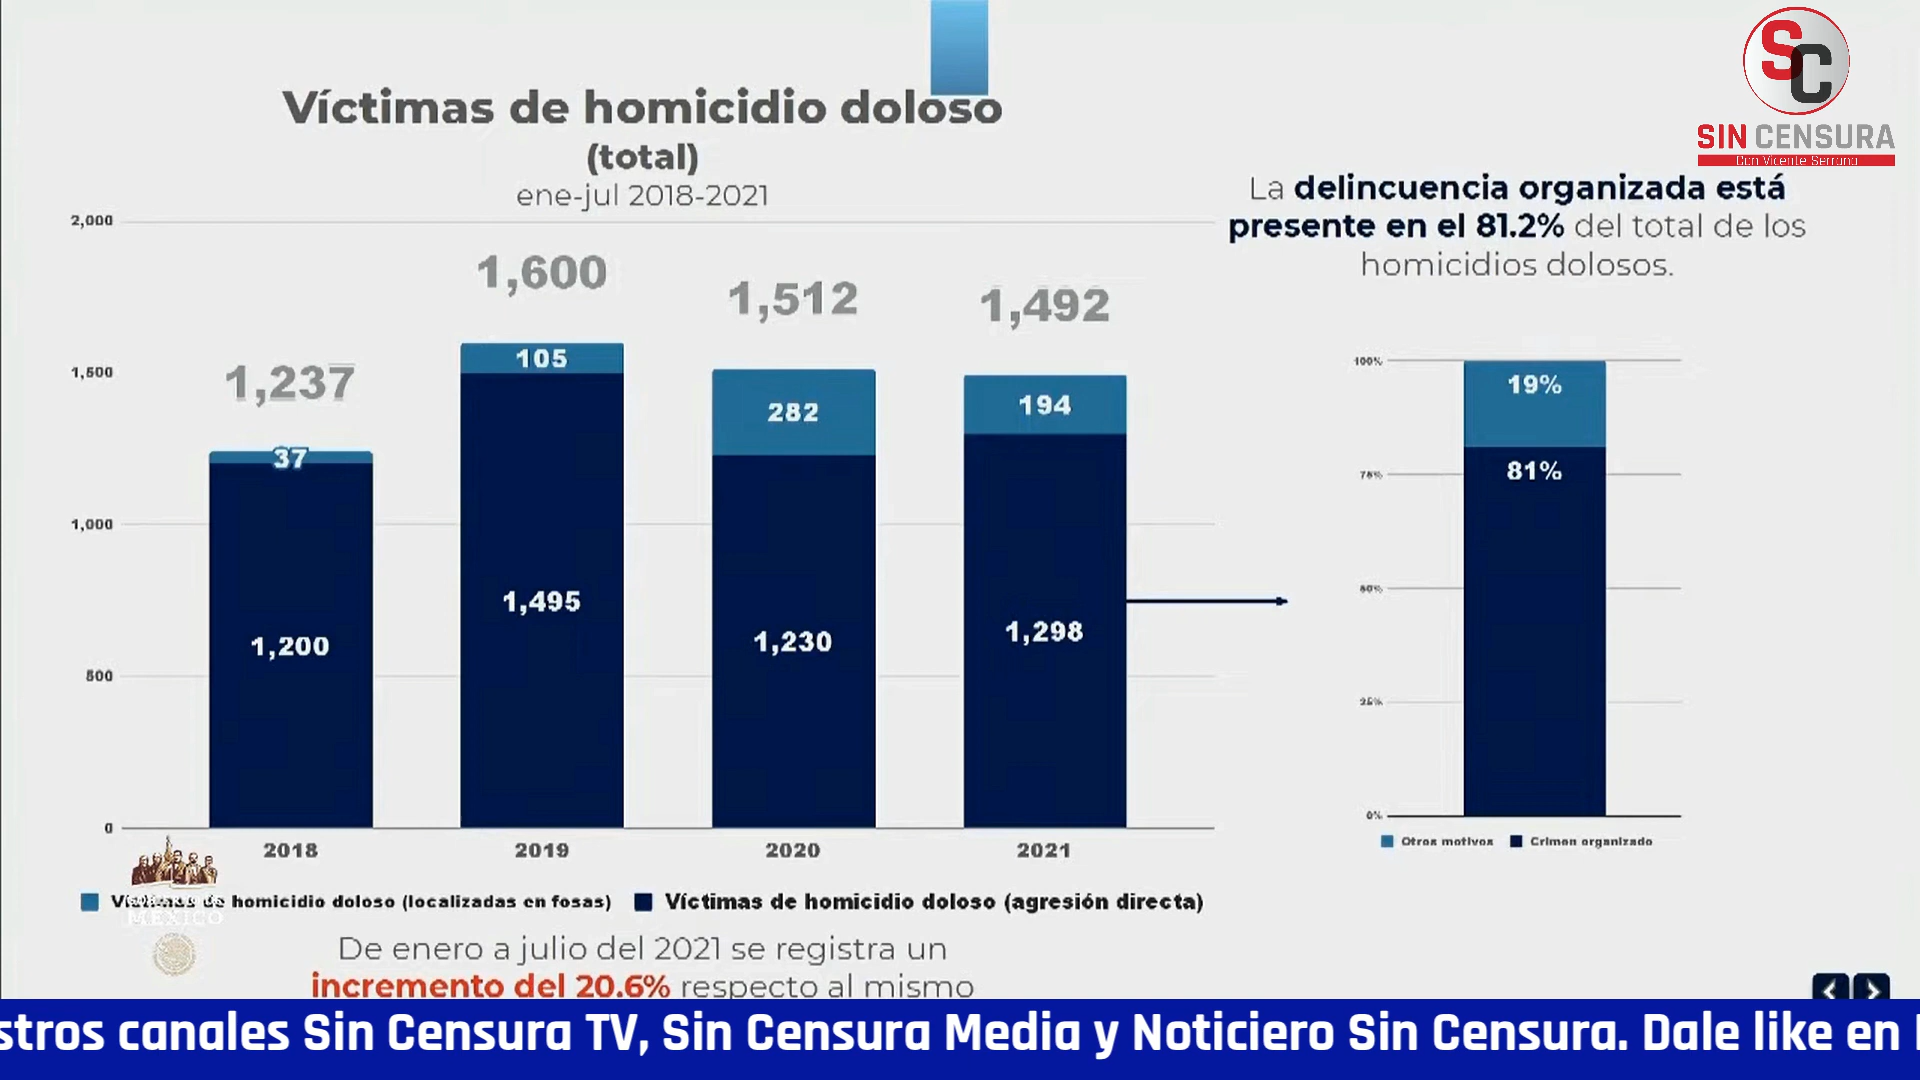 Víctimas de homicidio doloso
(total)
ene-jul 2018-2021
2,000
1,500
1,000
500
0
1,237
37
1,200
2018
1,600
105
1,495
2019
1,512
282
1,230
2020
1,492
194
1,298
2021
homicidio doloso (localizadas en fosas)
Víctimas de homicidio doloso (agresión directa)
De enero a julio del 2021 se registra un
incremento del 20.6% respecto al mismo
SC
SIN CENSURA
Con Vicente Serrano
La delincuencia organizada está
presente en el 81.2% del total de los
homicidios dolosos.
100%
75%
50%
25%
0%
19%
81%
Otros motivos
Crimen organizado
MÉXICO
stros canales Sin Censura TV, Sin Censura Media y Noticiero Sin Censura. Dale like en